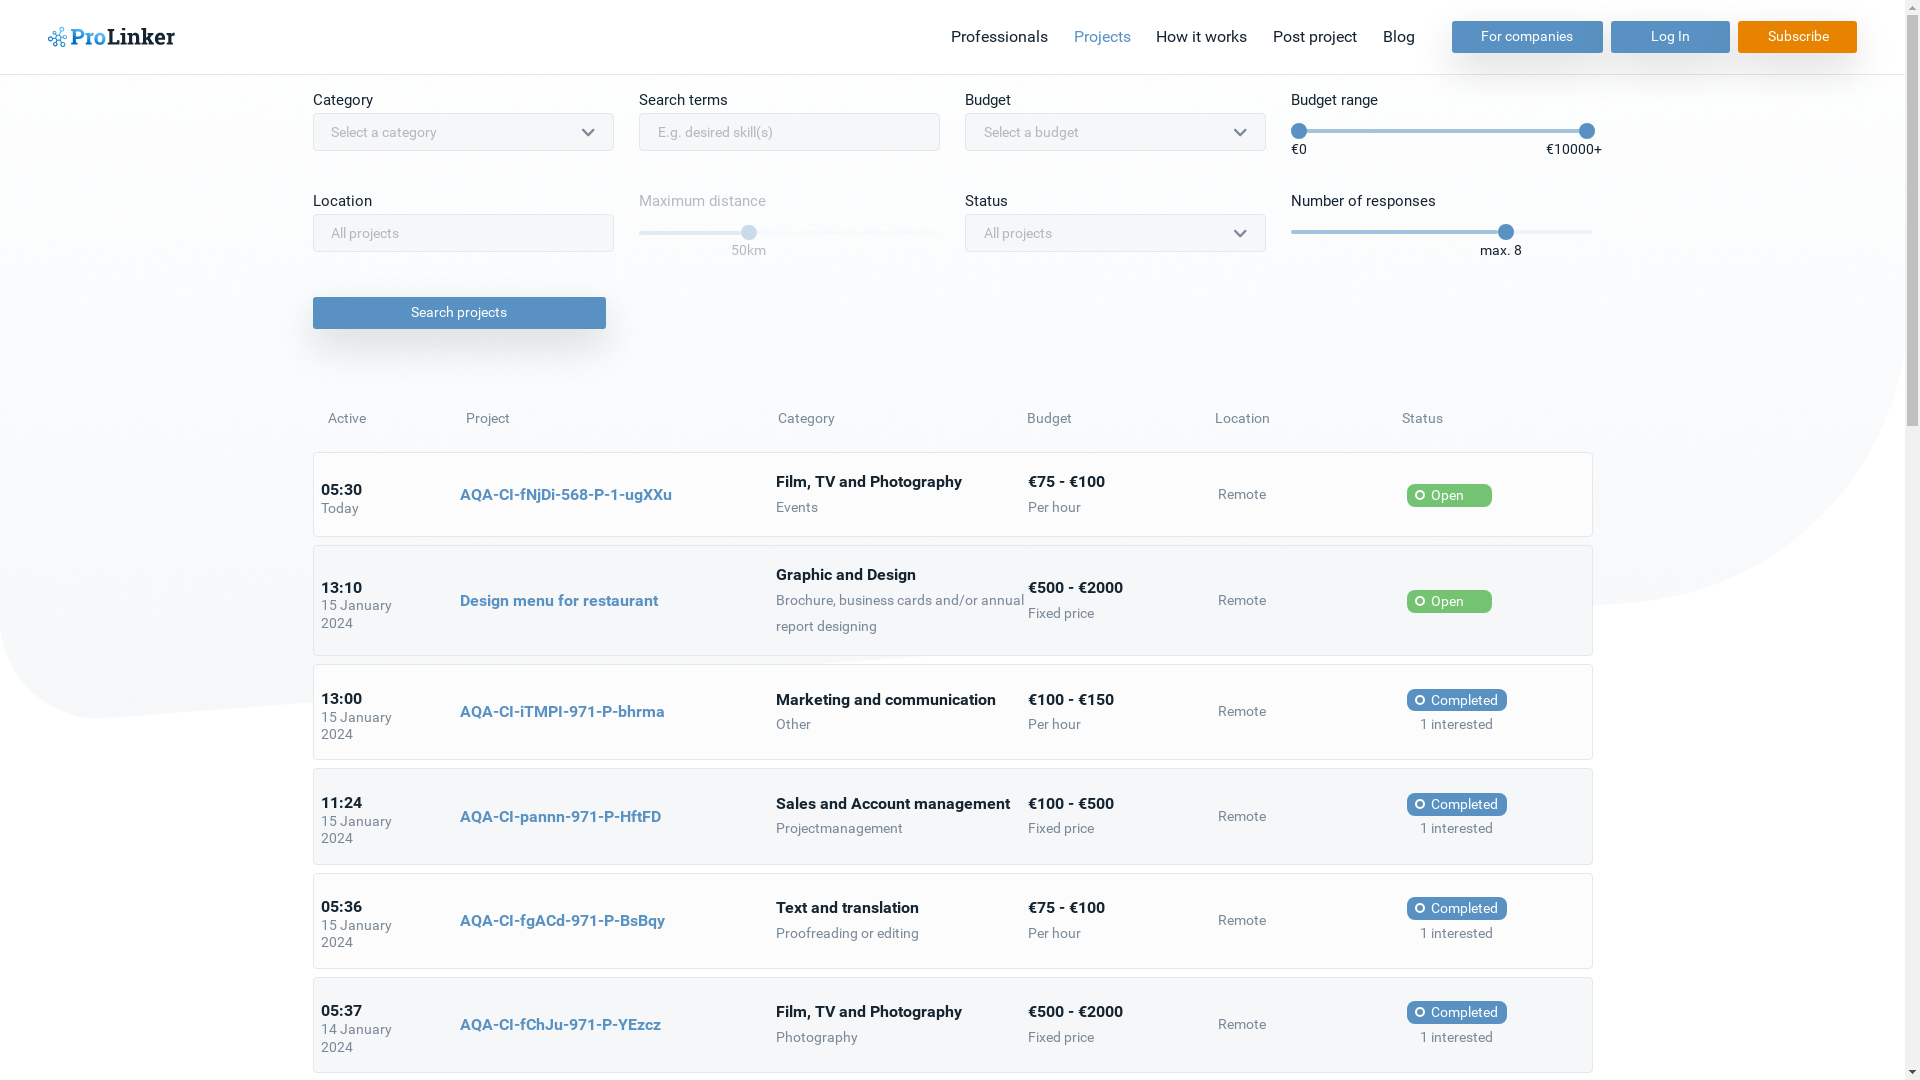 ProLinker
Professionals Projects How it works Post project Blog For companies Log In Subscribe
Category Search terms Budget Budget range
Select a category E.g. desired skill(s) Select a budget
€0 €10000+
Location Maximum distance Status Number of responses
All projects All projects
50km max. 8
Search projects
Active Project Category Budget Location Status
05:30
Today
AQA-CI-fNjDi-568-P-1-ugXXu
Film, TV and Photography
Events
€75 - €100
Per hour
Remote
Open
13:10
15 January
2024
Design menu for restaurant
Graphic and Design
Brochure, business cards and/or annual
report designing
€500 - €2000
Fixed price
Remote
Open
13:00
15 January
2024
AQA-CI-iTMPI-971-P-bhrma
Marketing and communication
Other
€100 - €150
Per hour
Remote
Completed
1 interested
11:24
15 January
2024
AQA-CI-pannn-971-P-HftFD
Sales and Account management
Projectmanagement
€100 - €500
Fixed price
Remote
Completed
1 interested
05:36
15 January
2024
AQA-CI-fgACd-971-P-BsBqy
Text and translation
Proofreading or editing
€75 - €100
Per hour
Remote
Completed
1 interested
05:37
14 January
2024
AQA-CI-fChJu-971-P-YEzcz
Film, TV and Photography
Photography
€500 - €2000
Fixed price
Remote
Completed
1 interested